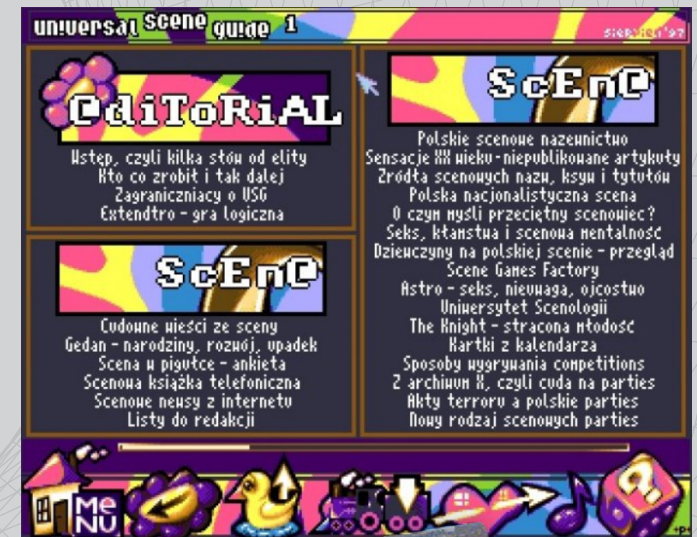 universal scene guide 1
sierpien'97
EdiToRiAL
Wstęp, czyli kilka słów od elity
Kto co zrobił i tak dalej
Zagraniczniacy o USG
Extendtro - gra logiczna
ScEnE
Cudowne wieści ze sceny
Gedan - narodziny, rozwój, upadek
Scena w pigułce - ankieta
Scenowa książka telefoniczna
Scenowe newsy z internetu
Listy do redakcji
ScEnE
Polskie scenowe nazewnictwo
Sensacje XX wieku - niepublikowane artykuły
Zródła scenowych nazw, ksyw i tytułów
Polska nacjonalistyczna scena
O czym myśli przeciętny scenowiec?
Seks, kłamstwa i scenowa mentalność
Dziewczyny na polskiej scenie - przegląd
Scene Games Factory
Astro - seks, nieuwaga, ojcostwo
Uniwersytet Scenologii
The Knight - stracona młodość
Kartki z kalendarza
Sposoby wygrywania competitions
Z archiwum X, czyli cuda na parties
Akty terroru a polskie parties
Nowy rodzaj scenowych parties
MeNU